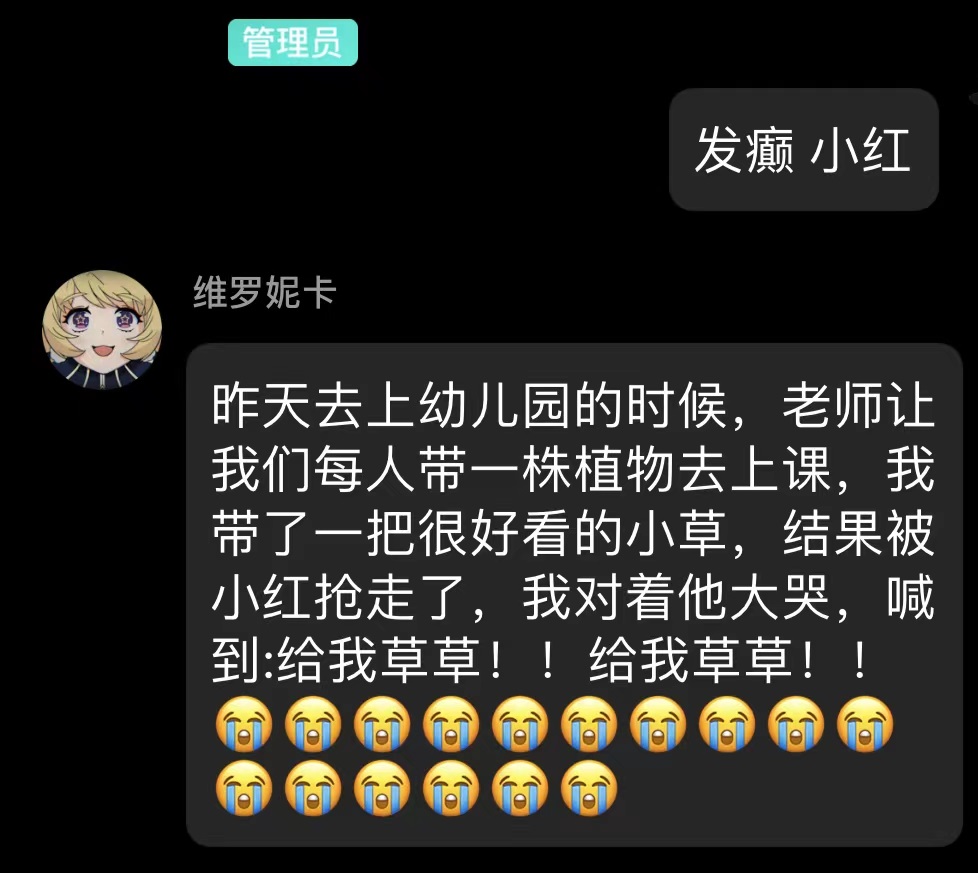 管理员
发癫 小红
维罗妮卡
昨天去上幼儿园的时候，老师让
我们每人带一株植物去上课，我
带了一把很好看的小草，结果被
小红抢走了，我对着他大哭，喊
到:给我草草！！给我草草！！
😭😭😭😭😭😭😭😭😭😭
😭😭😭😭😭😭